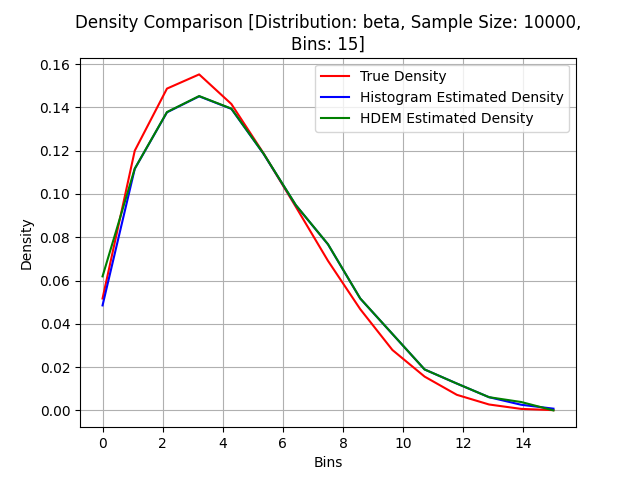 Density Comparison [Distribution: beta, Sample Size: 10000,
Bins: 15]
True Density
Histogram Estimated Density
HDEM Estimated Density
Density
0.16
0.14
0.12
0.10
0.08
0.06
0.04
0.02
0.00
0 2 4 6 8 10 12 14
Bins